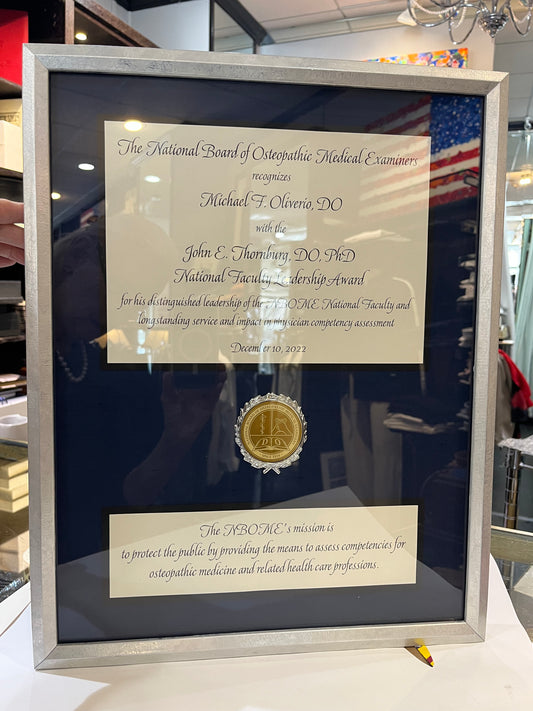 The National Board of Osteopathic Medical Examiners
recognizes
Michael F. Oliverio, DO
with the
John E. Thornburg, DO, PhD
National Faculty Leadership Award
for his distinguished leadership of the NBOME National Faculty and
longstanding service and impact in physician competency assessment
December 10, 2022
The NBOME's mission is
to protect the public by providing the means to assess competencies for
osteopathic medicine and related health care professions.